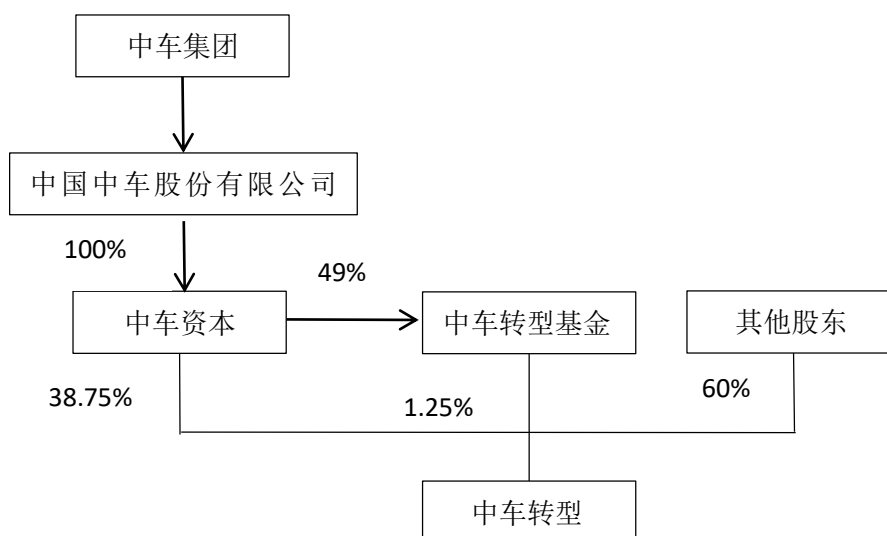 中车集团
中国中车股份有限公司
100%
49%
中车资本
中车转型基金
其他股东
38.75%
1.25%
60%
中车转型